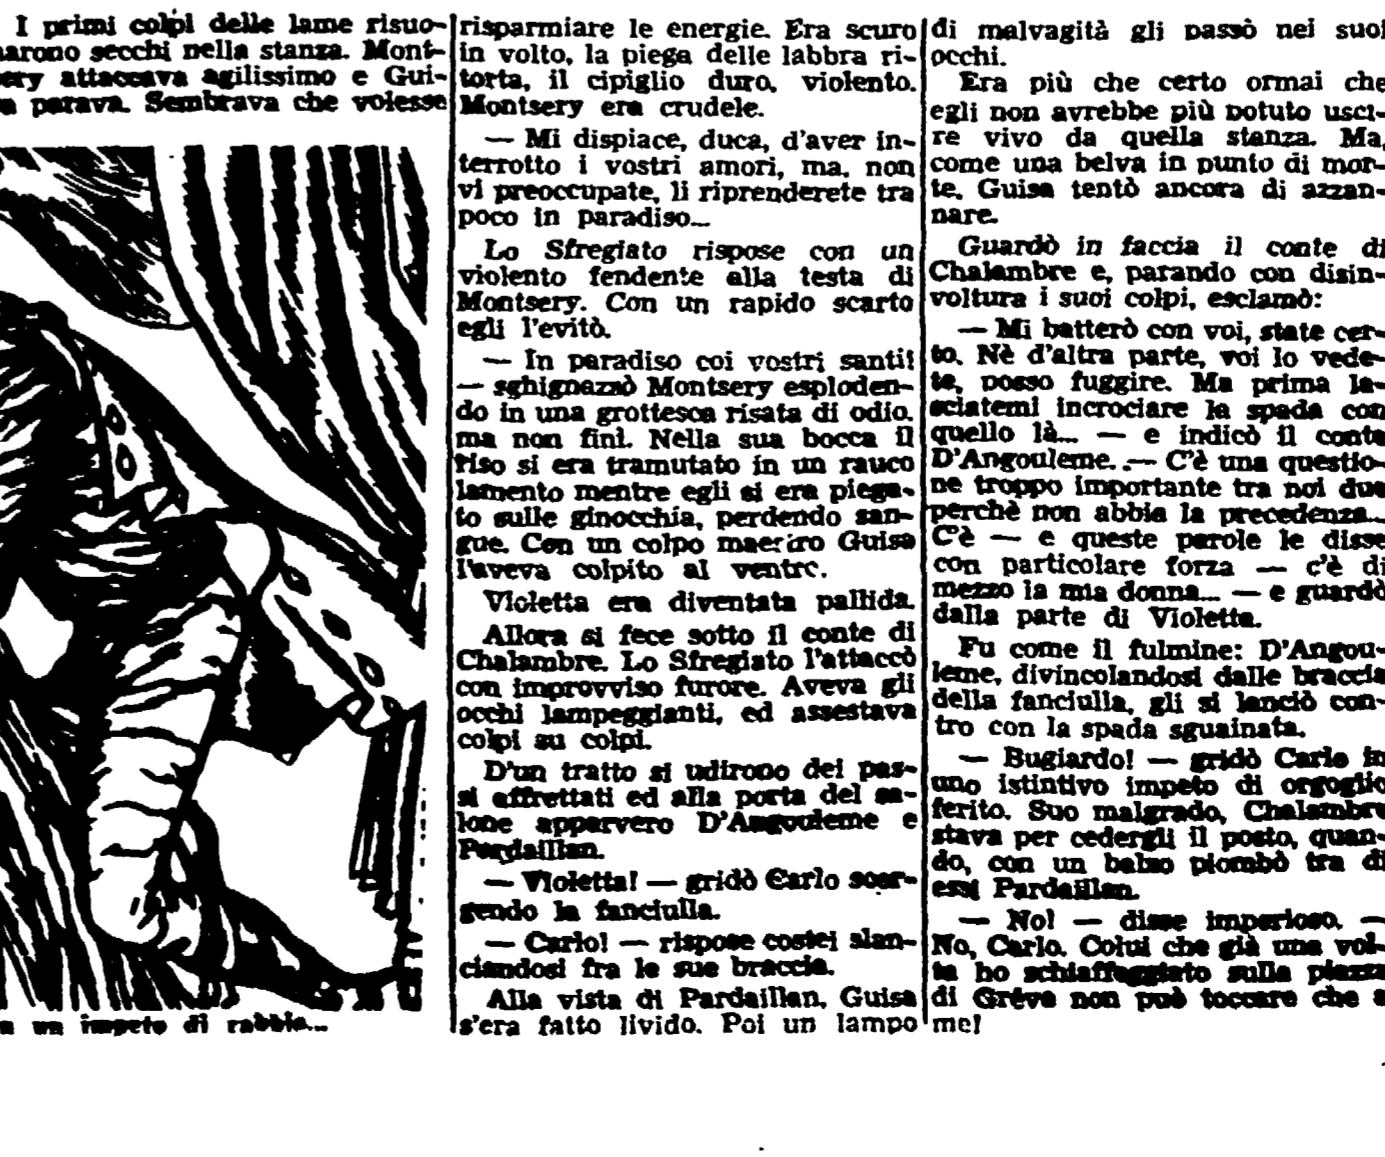 I primi colpi delle lame risuo-
narono secchi nella stanza. Mont-
sery attaccava agilissimo e Gui-
sa parava. Sembrava che volesse
un impeto di rabbia...
risparmiare le energie. Era scuro
in volto, la piega delle labbra ri-
torta, il cipiglio duro, violento.
Montsery era crudele.
— Mi dispiace, duca, d'aver in-
terrotto i vostri amori, ma, non
vi preoccupate, li riprenderete tra
poco in paradiso...
Lo Sfregiato rispose con un
violento fendente alla testa di
Montsery. Con un rapido scarto
egli l'evitò.
— In paradiso coi vostri santi!
— sghignazzò Montsery esploden-
do in una grottesca risata di odio.
ma non finì. Nella sua bocca il
riso si era tramutato in un rauco
lamento mentre egli si era piega-
to sulle ginocchia, perdendo san-
gue. Con un colpo maestro Guisa
l'aveva colpito al ventre.
Violetta era diventata pallida.
Allora si fece sotto il conte di
Chalambre. Lo Sfregiato l'attaccò
con improvviso furore. Aveva gli
occhi lampeggianti, ed assestava
colpi su colpi.
D'un tratto si udirono dei pas-
si affrettati ed alla porta del sa-
lone apparvero D'Angouleme e
Pardaillan.
— Violetta! — gridò Carlo scor-
gendo la fanciulla.
— Carlo! — rispose costei slan-
ciandosi fra le sue braccia.
Alla vista di Pardaillan, Guisa
s'era fatto livido. Poi un lampo
di malvagità gli passò nei suoi
occhi.
Era più che certo ormai che
egli non avrebbe più potuto usci-
re vivo da quella stanza. Ma,
come una belva in punto di mor-
te, Guisa tentò ancora di azzan-
nare.
Guardò in faccia il conte di
Chalambre e, parando con disin-
voltura i suoi colpi, esclamò:
— Mi batterò con voi, state cer-
to. Nè d'altra parte, voi lo vede-
te, posso fuggire. Ma prima la-
sciatemi incrociare la spada con
quello là... — e indicò il conte
D'Angouleme. — C'è una questio-
ne troppo importante tra noi due
perchè non abbia la precedenza...
C'è — e queste parole le disse
con particolare forza — c'è di
mezzo la mia donna... — e guardò
dalla parte di Violetta.
Fu come il fulmine: D'Angou-
leme, divincolandosi dalle braccia
della fanciulla, gli si lanciò con-
tro con la spada sguainata.
— Bugiardo! — gridò Carlo in
uno istintivo impeto di orgoglio
ferito. Suo malgrado, Chalambre
stava per cedergli il posto, quan-
do, con un balzo piombò tra di
essi Pardaillan.
— No! — disse imperioso. —
No, Carlo. Colui che già una vol-
ta ho schiaffeggiato sulla piazza
di Grêve non può toccare che a
me!